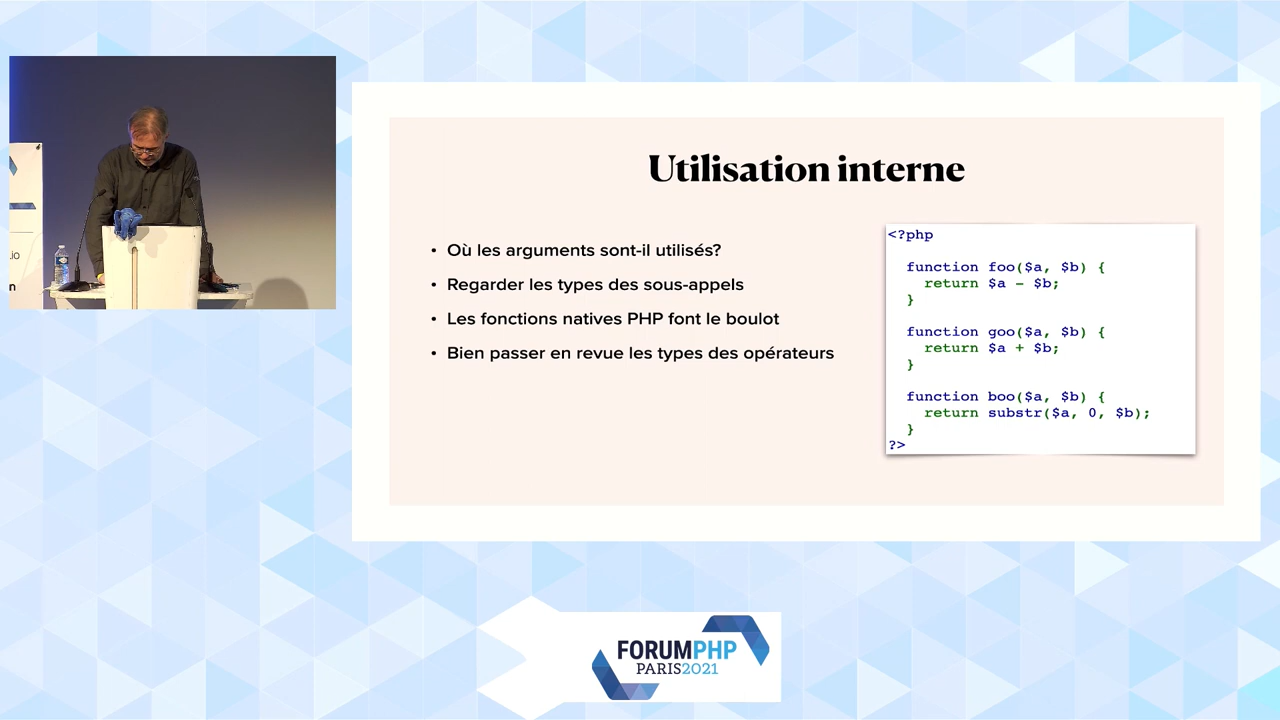 .io
n
Utilisation interne
• Où les arguments sont-il utilisés?
• Regarder les types des sous-appels
• Les fonctions natives PHP font le boulot
• Bien passer en revue les types des opérateurs
<?php
function foo($a, $b) {
return $a - $b;
}
function goo($a, $b) {
return $a + $b;
}
function boo($a, $b) {
return substr($a, 0, $b);
}
?>
FORUMPHP
PARIS2021